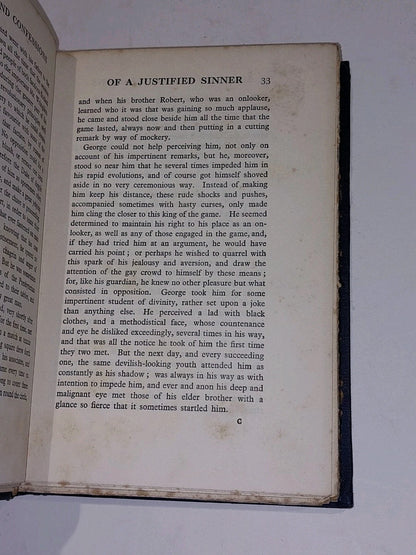 ND CONFESSIONS
OF A JUSTIFIED SINNER 33
and when his brother Robert, who was an onlooker,
learned who it was that was gaining so much applause,
he came and stood close beside him all the time that the
game lasted, always now and then putting in a cutting
remark by way of mockery.
George could not help perceiving him, not only on
account of his impertinent remarks, but he, moreover,
stood so near him that he several times impeded him in
his rapid evolutions, and of course got himself shoved
aside in no very ceremonious way. Instead of making
him keep his distance, these rude shocks and pushes,
accompanied sometimes with hasty curses, only made
him cling the closer to this king of the game. He seemed
determined to maintain his right to his place as an on-
looker, as well as any of those engaged in the game, and,
if they had tried him at an argument, he would have
carried his point; or perhaps he wished to quarrel with
this spark of his jealousy and aversion, and draw the
attention of the gay crowd to himself by these means;
for, like his guardian, he knew no other pleasure but what
consisted in opposition. George took him for some
impertinent student of divinity, rather set upon a joke
than anything else. He perceived a lad with black
clothes, and a methodistical face, whose countenance
and eye he disliked exceedingly, several times in his way,
and that was all the notice he took of him the first time
they two met. But the next day, and every succeeding
one, the same devilish-looking youth attended him as
constantly as his shadow; was always in his way as with
intention to impede him, and ever and anon his deep and
malignant eye met those of his elder brother with a
glance so fierce that it sometimes startled him.
C